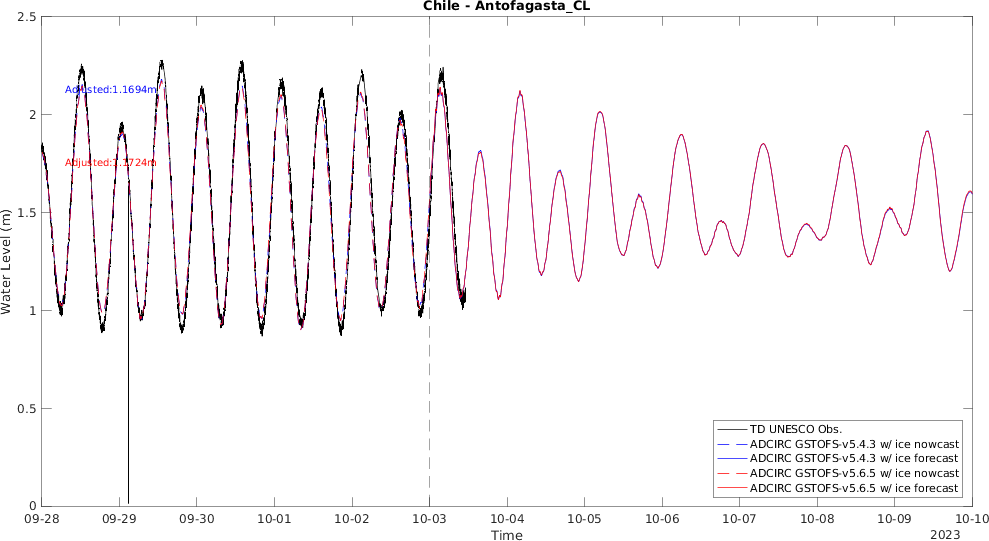 Chile - Antofagasta_CL
2.5
2
1.5
1
0.5
0
Water Level (m)
Adjusted:1.1694m
Adjusted:1.1724m
TD UNESCO Obs.
ADCIRC GSTOFS-v5.4.3 w/ ice nowcast
ADCIRC GSTOFS-v5.4.3 w/ ice forecast
ADCIRC GSTOFS-v5.6.5 w/ ice nowcast
ADCIRC GSTOFS-v5.6.5 w/ ice forecast
09-28 09-29 09-30 10-01 10-02 10-03 10-04 10-05 10-06 10-07 10-08 10-09 10-10
Time
2023